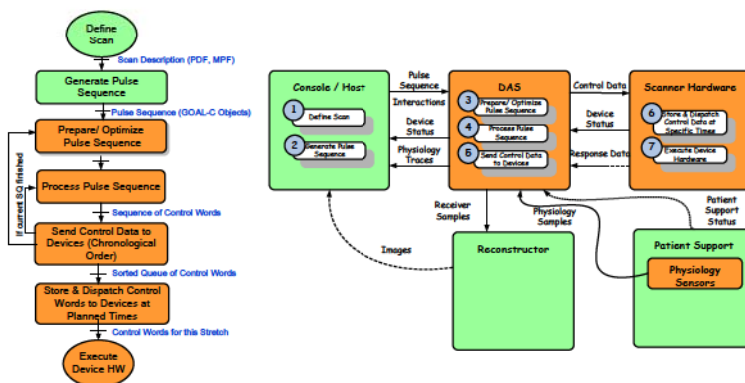 Define
Scan
Scan Description (PDF, MPF)
Generate Pulse
Sequence
Pulse Sequence (GOAL-C Objects)
Prepare/ Optimize
Pulse Sequence
If current SQ finished
Process Pulse Sequence
Sequence of Control Words
Send Control Data to
Devices (Chronological
Order)
Sorted Queue of Control Words
Store & Dispatch Control
Words to Devices at
Planned Times
Control Words for this Stretch
Execute
Device HW
Console / Host
1
Define Scan
2
Generate Pulse
Sequence
Pulse
Sequence
Interactions
Device
Status
Physiology
Traces
DAS
3
Prepare/ Optimize
Pulse Sequence
4
Process Pulse
Sequence
5
Send Control Data
to Devices
Control Data
Device
Status
Response Data
Scanner Hardware
6
Store & Dispatch
Control Data at
Specific Times
7
Execute Device
Hardware
Receiver
Samples
Physiology
Samples
Patient
Support
Status
Images
Reconstructor
Patient Support
Physiology
Sensors